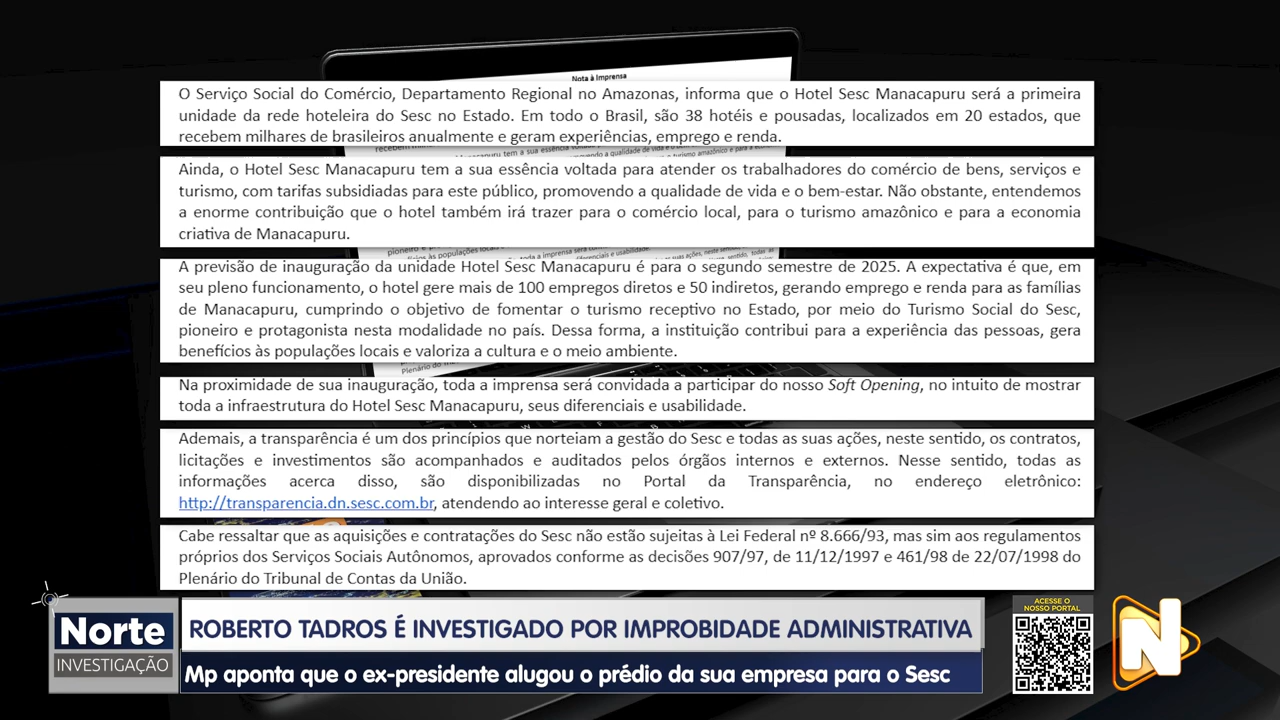 Nota à Imprensa
O Serviço Social do Comércio, Departamento Regional no Amazonas, informa que o Hotel Sesc Manacapuru será a primeira
unidade da rede hoteleira do Sesc no Estado. Em todo o Brasil, são 38 hotéis e pousadas, localizados em 20 estados, que
recebem milhares de brasileiros anualmente e geram experiências, emprego e renda.
Ainda, o Hotel Sesc Manacapuru tem a sua essência voltada para atender os trabalhadores do comércio de bens, serviços e
turismo, com tarifas subsidiadas para este público, promovendo a qualidade de vida e o bem-estar. Não obstante, entendemos
a enorme contribuição que o hotel também irá trazer para o comércio local, para o turismo amazônico e para a economia
criativa de Manacapuru.
A previsão de inauguração da unidade Hotel Sesc Manacapuru é para o segundo semestre de 2025. A expectativa é que, em
seu pleno funcionamento, o hotel gere mais de 100 empregos diretos e 50 indiretos, gerando emprego e renda para as famílias
de Manacapuru, cumprindo o objetivo de fomentar o turismo receptivo no Estado, por meio do Turismo Social do Sesc,
pioneiro e protagonista nesta modalidade no país. Dessa forma, a instituição contribui para a experiência das pessoas, gera
benefícios às populações locais e valoriza a cultura e o meio ambiente.
Na proximidade de sua inauguração, toda a imprensa será convidada a participar do nosso Soft Opening, no intuito de mostrar
toda a infraestrutura do Hotel Sesc Manacapuru, seus diferenciais e usabilidade.
Ademais, a transparência é um dos princípios que norteiam a gestão do Sesc e todas as suas ações, neste sentido, os contratos,
licitações e investimentos são acompanhados e auditados pelos órgãos internos e externos. Nesse sentido, todas as
informações acerca disso, são disponibilizadas no Portal da Transparência, no endereço eletrônico:
http://transparencia.dn.sesc.com.br, atendendo ao interesse geral e coletivo.
Cabe ressaltar que as aquisições e contratações do Sesc não estão sujeitas à Lei Federal nº 8.666/93, mas sim aos regulamentos
próprios dos Serviços Sociais Autônomos, aprovados conforme as decisões 907/97, de 11/12/1997 e 461/98 de 22/07/1998 do
Plenário do Tribunal de Contas da União.
Norte
INVESTIGAÇÃO
ROBERTO TADROS É INVESTIGADO POR IMPROBIDADE ADMINISTRATIVA
Mp aponta que o ex-presidente alugou o prédio da sua empresa para o Sesc
ACESSE O
NOSSO PORTAL
N